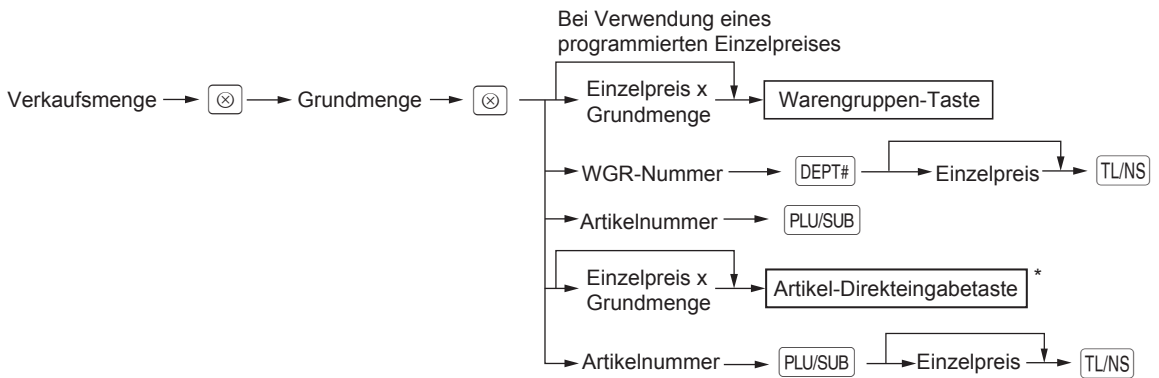 Bei Verwendung eines
programmierten Einzelpreises
Verkaufsmenge ⊗ Grundmenge ⊗ Einzelpreis x
Grundmenge Warengruppen-Taste
WGR-Nummer DEPT# Einzelpreis TL/NS
Artikelnummer PLU/SUB
Einzelpreis x
Grundmenge Artikel-Direkteingabetaste *
Artikelnummer PLU/SUB Einzelpreis TL/NS